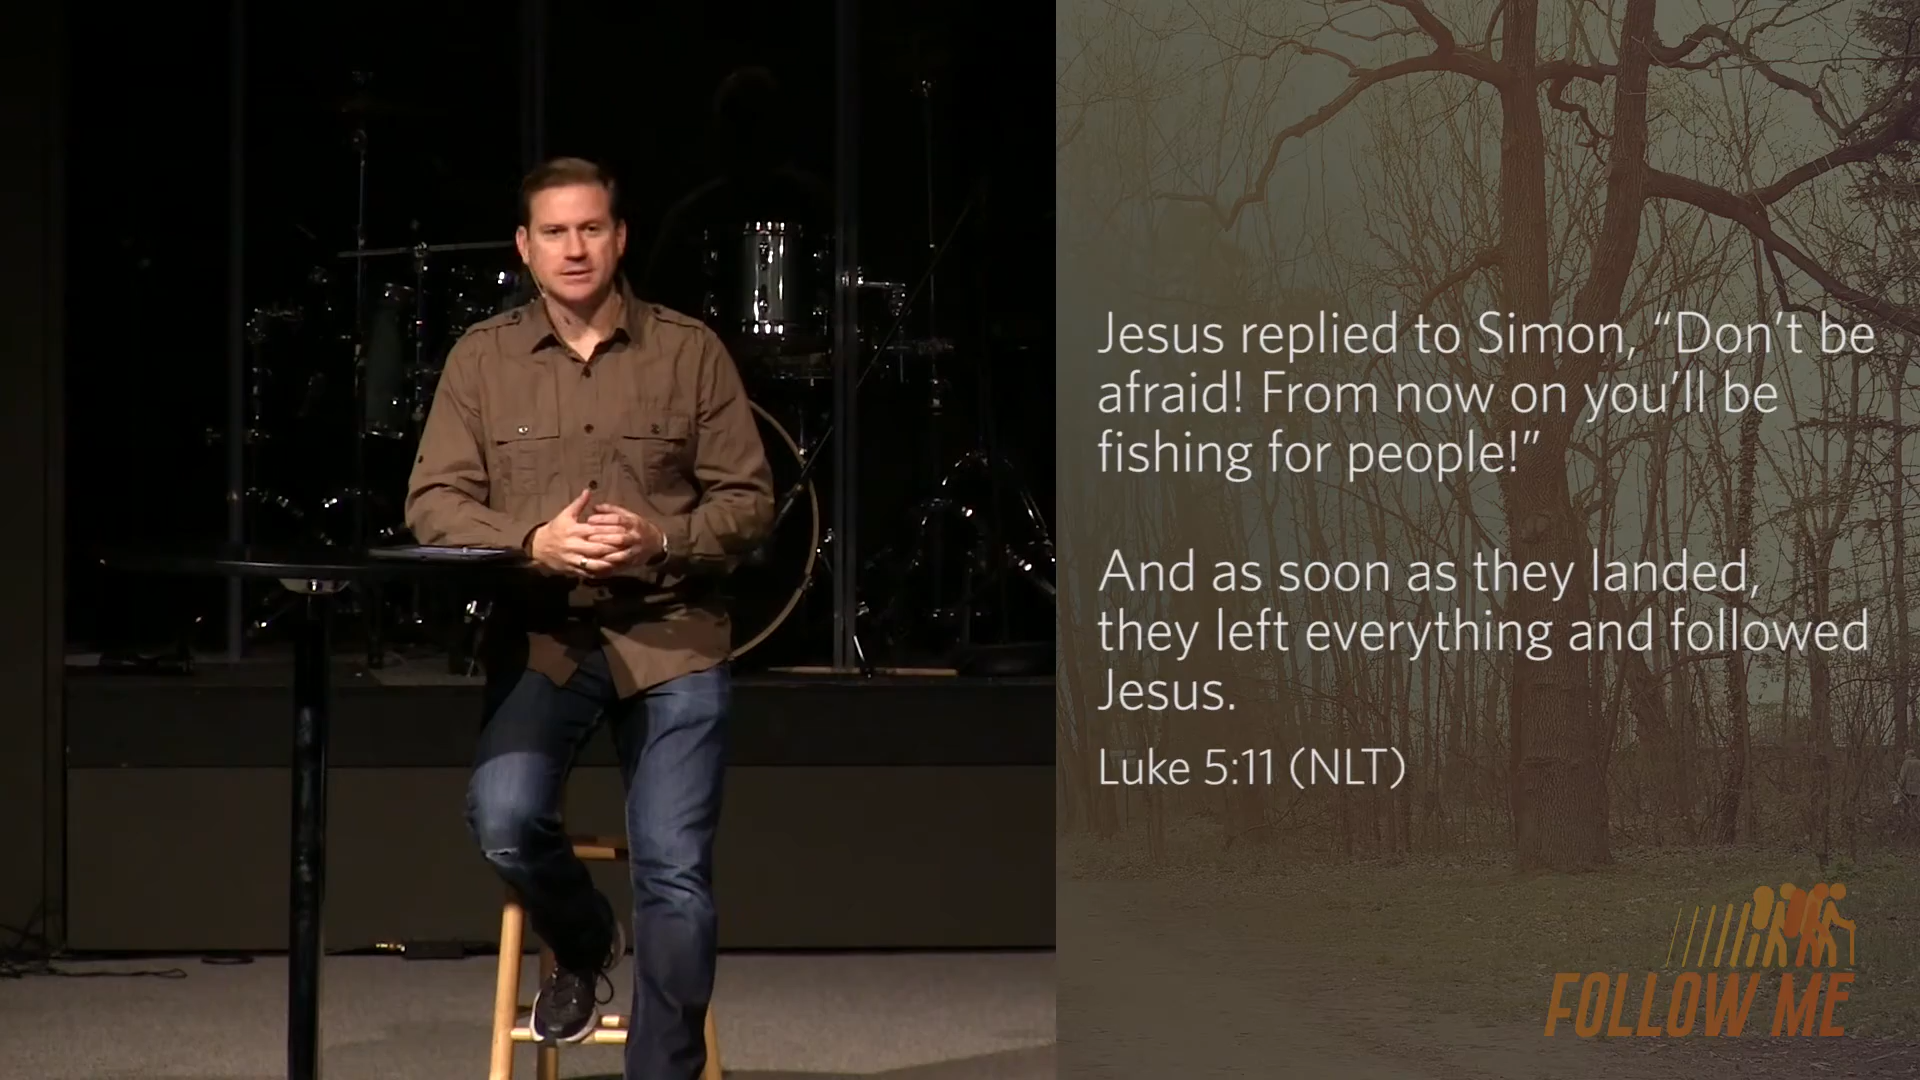 Jesus replied to Simon, “Don’t be
afraid! From now on you’ll be
fishing for people!”
And as soon as they landed,
they left everything and followed
Jesus.
Luke 5:11 (NLT)
FOLLOW ME